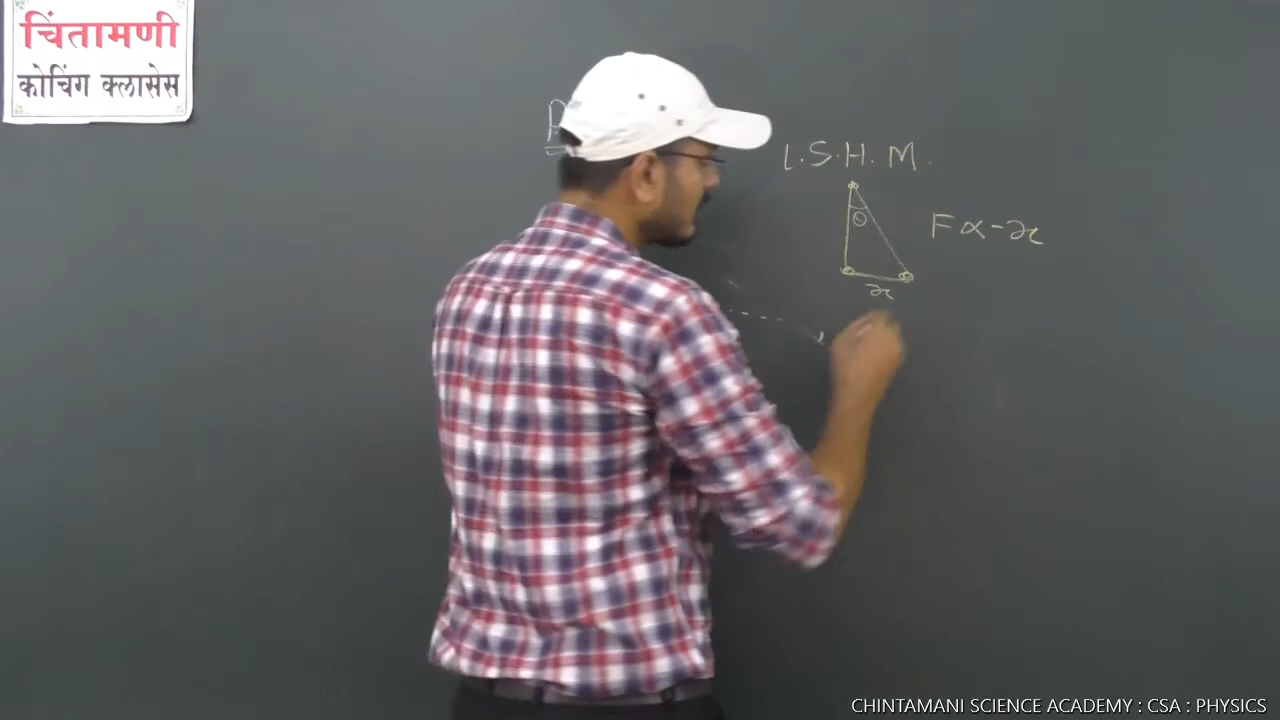 चिंतामणी
कोचिंग क्लासेस
L.S.H.M.
θ
F∝-x
x
CHINTAMANI SCIENCE ACADEMY : CSA : PHYSICS